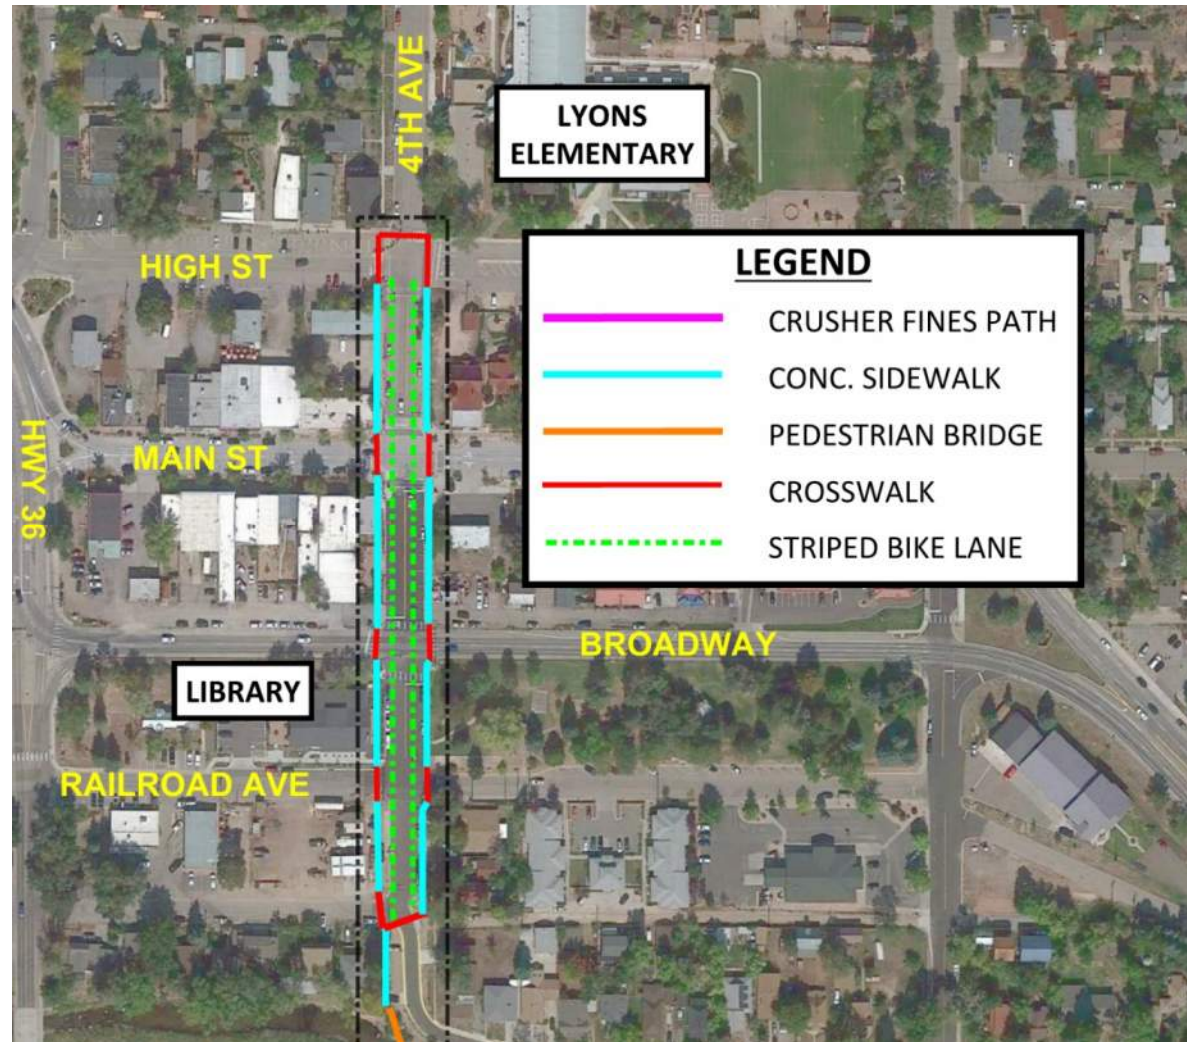 4TH AVE
LYONS
ELEMENTARY
HIGH ST
LEGEND
CRUSHER FINES PATH
CONC. SIDEWALK
PEDESTRIAN BRIDGE
CROSSWALK
STRIPED BIKE LANE
HWY 36
MAIN ST
BROADWAY
LIBRARY
RAILROAD AVE